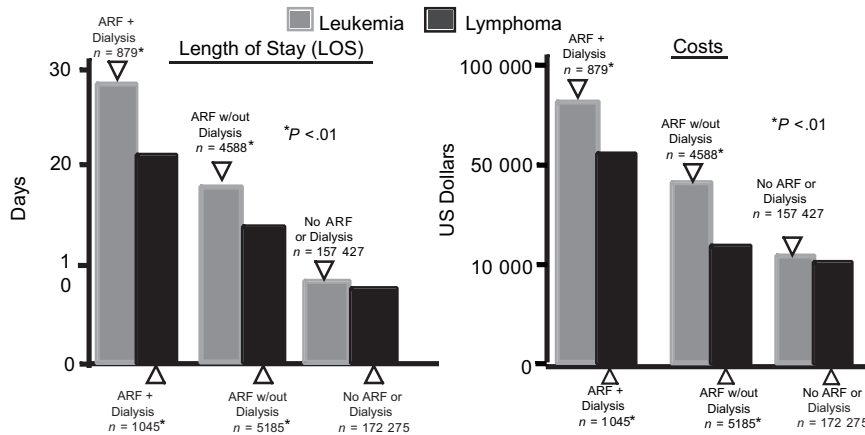 Leukemia
Lymphoma
Length of Stay (LOS)
ARF +
Dialysis
n = 879*
ARF w/out
Dialysis
n = 4588*
*P <.01
No ARF
or Dialysis
n = 157 427
30
20
1
0
0
Days
ARF +
Dialysis
n = 1045*
ARF w/out
Dialysis
n = 5185*
No ARF or
Dialysis
n = 172 275
Costs
ARF +
Dialysis
n = 879*
ARF w/out
Dialysis
n = 4588*
*P <.01
No ARF or
Dialysis
n = 157 427
100 000
50 000
10 000
0
US Dollars
ARF +
Dialysis
n = 1045*
ARF w/out
Dialysis
n = 5185*
No ARF or
Dialysis
n = 172 275